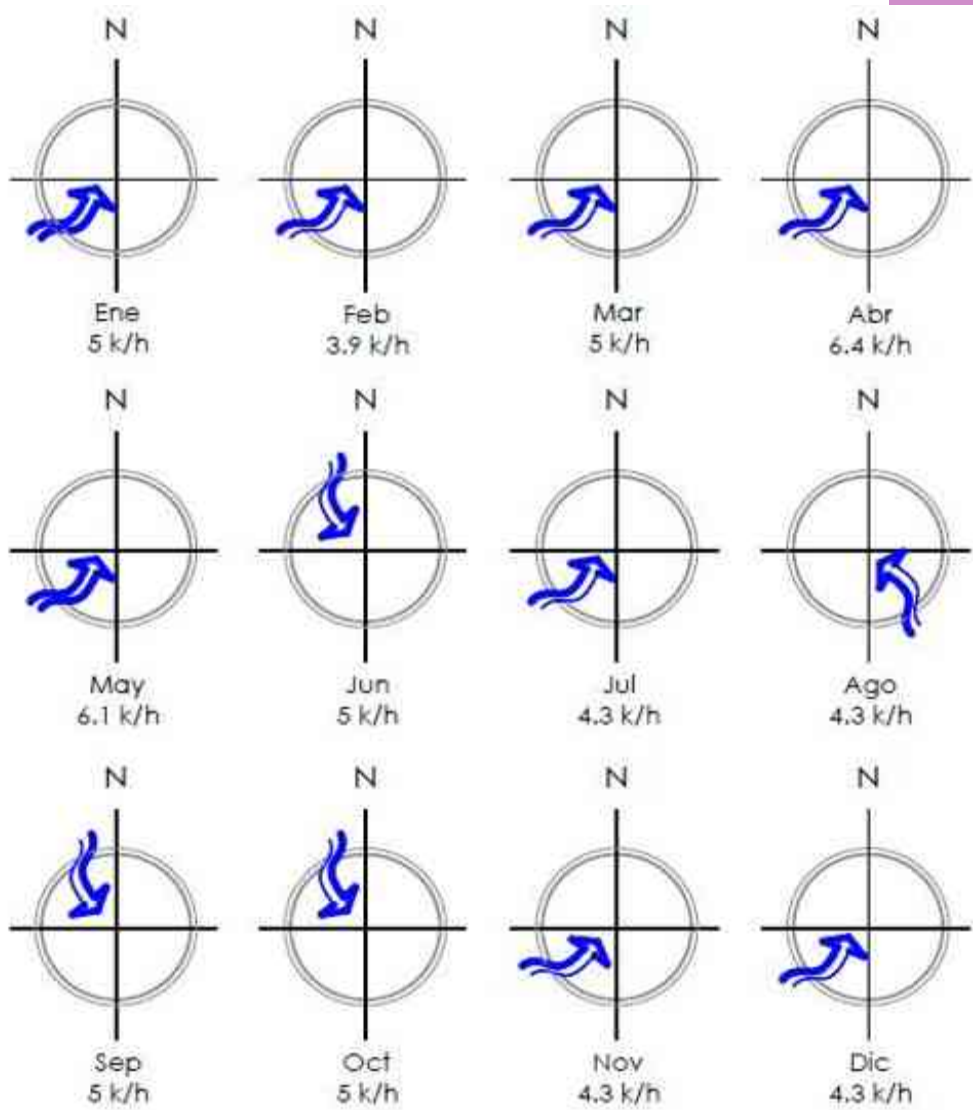 N N N N
Ene Feb Mar Abr
5 k/h 3.9 k/h 5 k/h 6.4 k/h
N N N N
May Jun Jul Ago
6.1 k/h 5 k/h 4.3 k/h 4.3 k/h
N N N N
Sep Oct Nov Dic
5 k/h 5 k/h 4.3 k/h 4.3 k/h